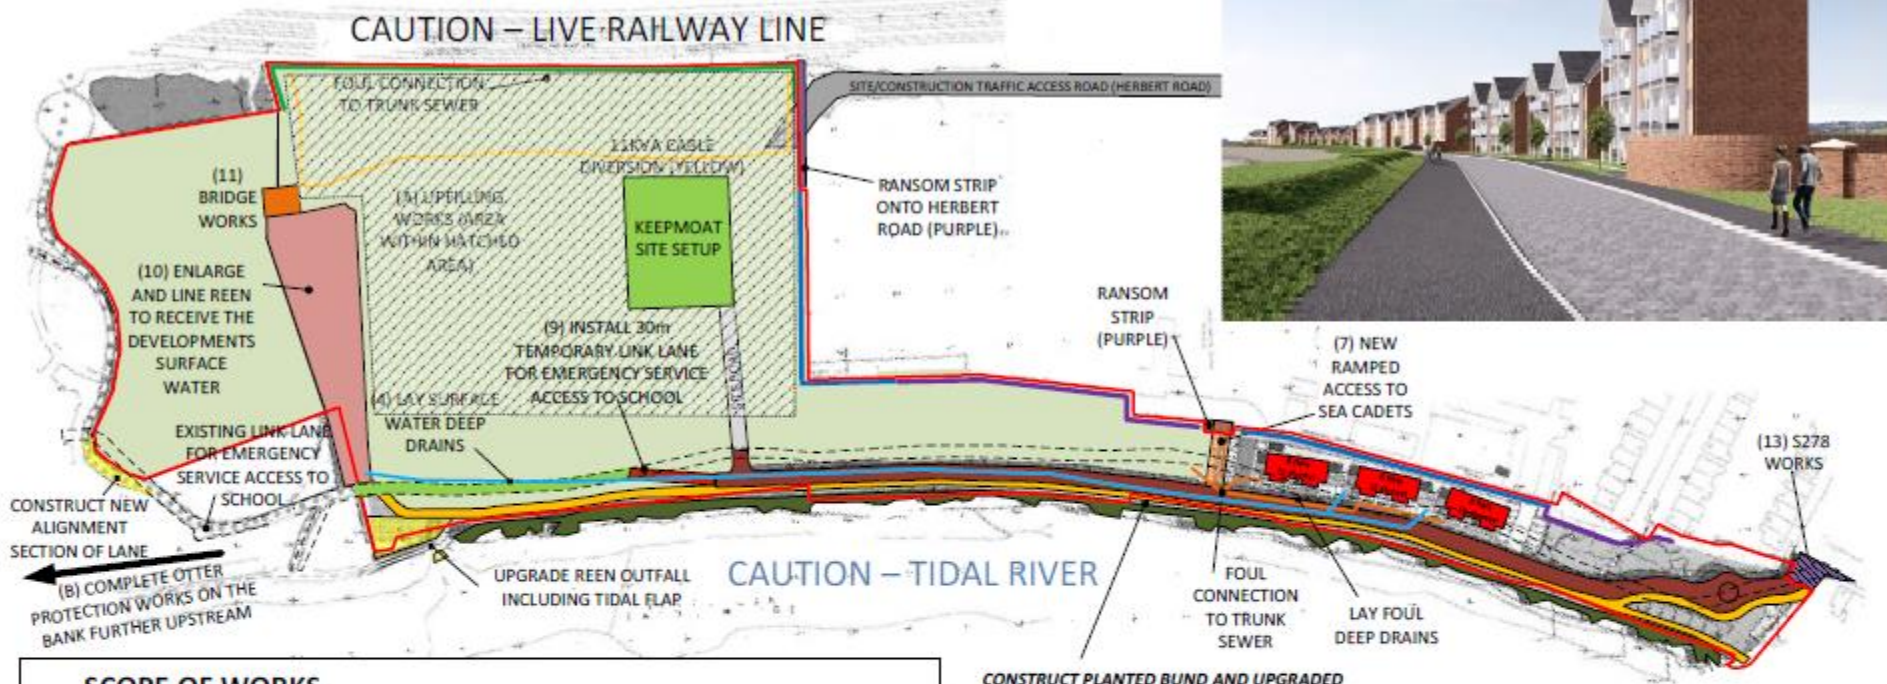 CAUTION – LIVE RAILWAY LINE
FOUL CONNECTION
TO TRUNK SEWER
SITE/CONSTRUCTION TRAFFIC ACCESS ROAD (HERBERT ROAD)
11KVA CABLE
DIVERSION (YELLOW)
(11)
BRIDGE
WORKS
UPFILLING
WORKS (AREA
WITHIN HATCHED
AREA)
KEEPMOAT
SITE SETUP
RANSOM STRIP
ONTO HERBERT
ROAD (PURPLE)
(10) ENLARGE
AND LINE REEN
TO RECEIVE THE
DEVELOPMENTS
SURFACE
WATER
(9) INSTALL 30m
TEMPORARY LINK LANE
FOR EMERGENCY SERVICE
ACCESS TO SCHOOL
RANSOM
STRIP
(PURPLE)
(7) NEW
RAMPED
ACCESS TO
SEA CADETS
(4) LAY SURFACE
WATER DEEP
DRAINS
EXISTING LINK LANE
FOR EMERGENCY
SERVICE ACCESS TO
SCHOOL
(13) S278
WORKS
CONSTRUCT NEW
ALIGNMENT
SECTION OF LANE
(B) COMPLETE OTTER
PROTECTION WORKS ON THE
BANK FURTHER UPSTREAM
UPGRADE REEN OUTFALL
INCLUDING TIDAL FLAP
CAUTION – TIDAL RIVER
FOUL
CONNECTION
TO TRUNK
SEWER
LAY FOUL
DEEP DRAINS
SCOPE OF WORKS
CONSTRUCT PLANTED BUND AND UPGRADED